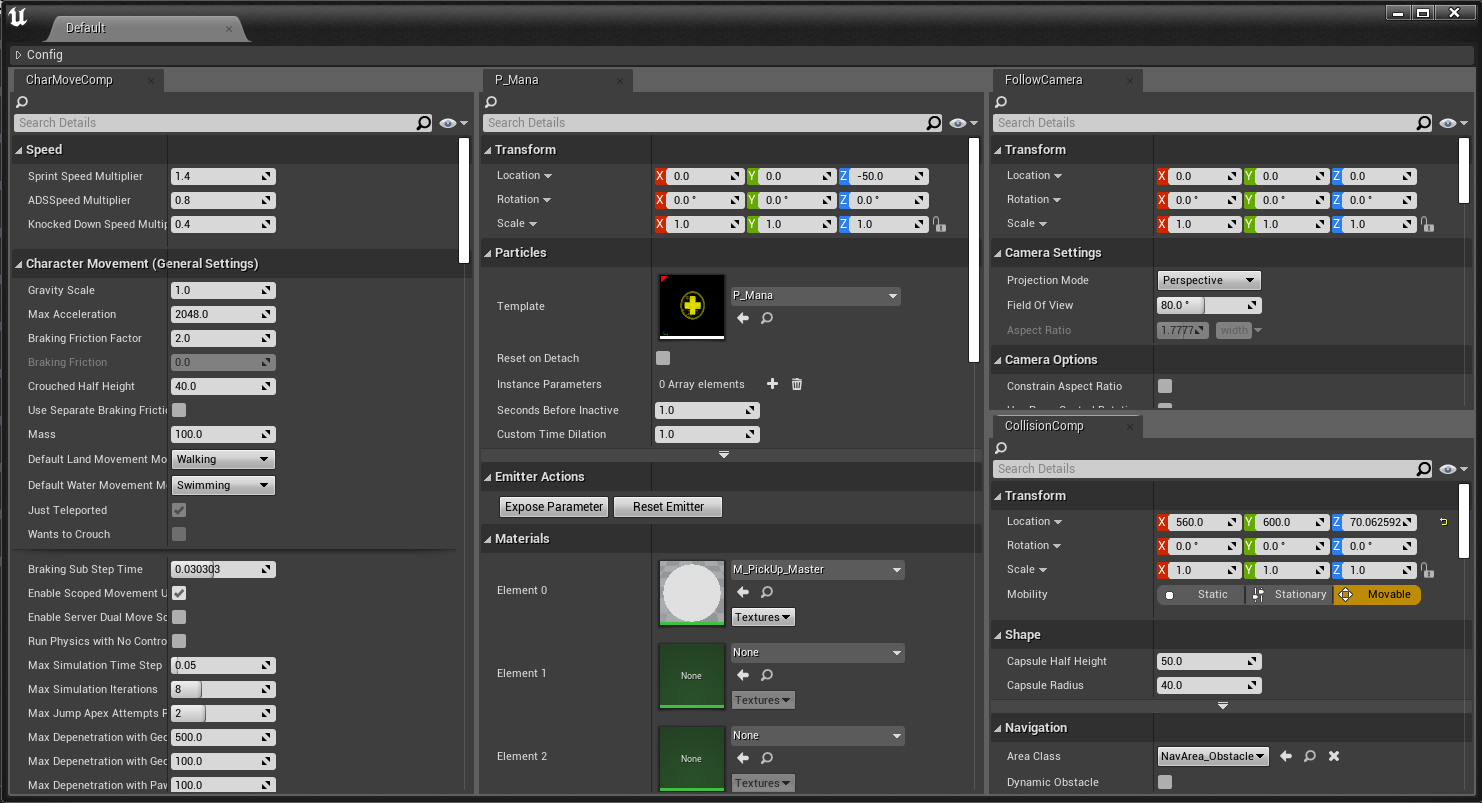 Default
Config
CharMoveComp
Search Details
Speed
Sprint Speed Multiplier 1.4
ADSSpeed Multiplier 0.8
Knocked Down Speed Multip 0.4
Character Movement (General Settings)
Gravity Scale 1.0
Max Acceleration 2048.0
Braking Friction Factor 2.0
Braking Friction 0.0
Crouched Half Height 40.0
Use Separate Braking Fricti
Mass 100.0
Default Land Movement Mo Walking
Default Water Movement M Swimming
Just Teleported
Wants to Crouch
Braking Sub Step Time 0.030303
Enable Scoped Movement U
Enable Server Dual Move Sc
Run Physics with No Contro
Max Simulation Time Step 0.05
Max Simulation Iterations 8
Max Jump Apex Attempts P 2
Max Depenetration with Geo 500.0
Max Depenetration with Geo 100.0
Max Depenetration with Paw 100.0
P_Mana
Search Details
Transform
Location X 0.0 Y 0.0 Z -50.0
Rotation X 0.0 ° Y 0.0 ° Z 0.0 °
Scale X 1.0 Y 1.0 Z 1.0
Particles
Template P_Mana
Reset on Detach
Instance Parameters 0 Array elements
Seconds Before Inactive 1.0
Custom Time Dilation 1.0
Emitter Actions
Expose Parameter Reset Emitter
Materials
Element 0 M_PickUp_Master
Textures
Element 1 None None
Textures
Element 2 None None
Textures
FollowCamera
Search Details
Transform
Location X 0.0 Y 0.0 Z 0.0
Rotation X 0.0 ° Y 0.0 ° Z 0.0 °
Scale X 1.0 Y 1.0 Z 1.0
Camera Settings
Projection Mode Perspective
Field Of View 80.0 °
Aspect Ratio 1.7777 width
Camera Options
Constrain Aspect Ratio
CollisionComp
Search Details
Transform
Location X 560.0 Y 600.0 Z 70.062592
Rotation X 0.0 ° Y 0.0 ° Z 0.0 °
Scale X 1.0 Y 1.0 Z 1.0
Mobility Static Stationary Movable
Shape
Capsule Half Height 50.0
Capsule Radius 40.0
Navigation
Area Class NavArea_Obstacle
Dynamic Obstacle